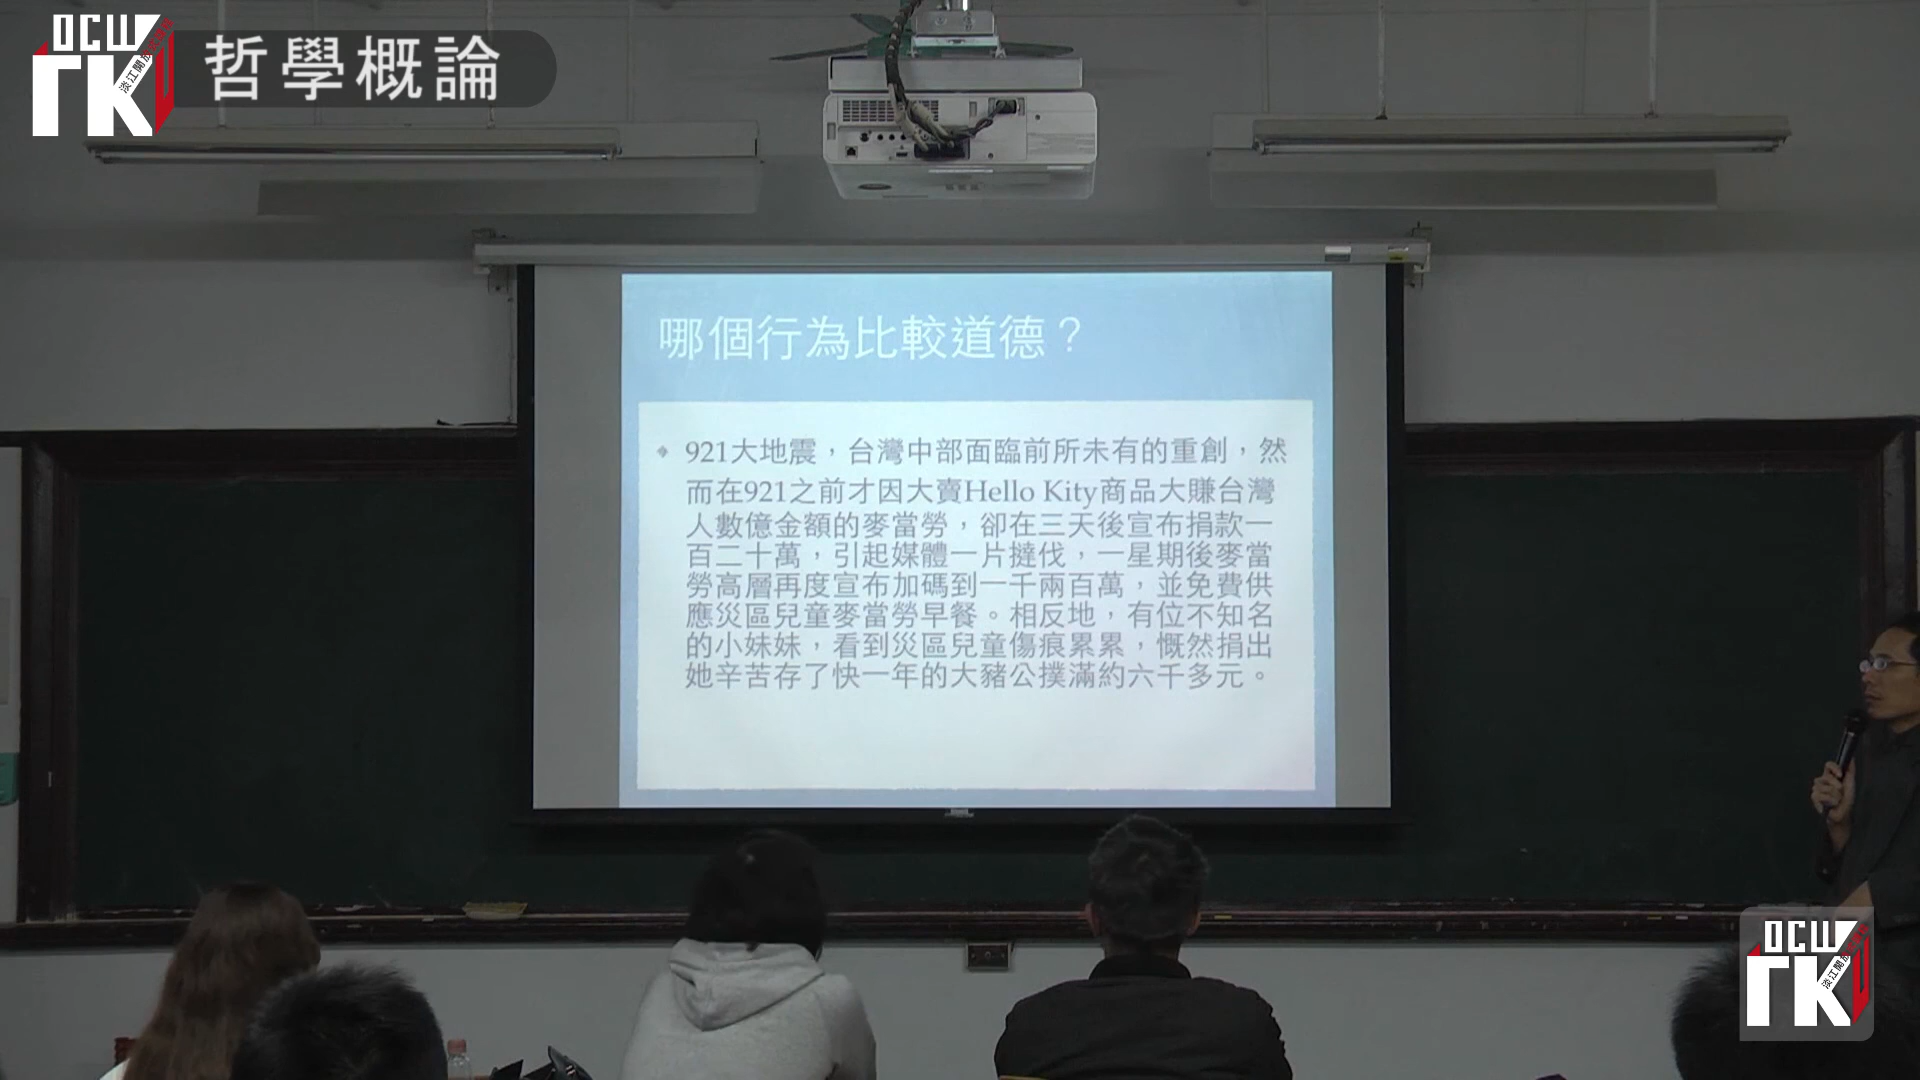 OCW
TKU
淡江開放式課程
哲學概論
哪個行為比較道德？
921大地震，台灣中部面臨前所未有的重創，然
而在921之前才因大賣Hello Kity商品大賺台灣
人數億金額的麥當勞，卻在三天後宣布捐款一
百二十萬，引起媒體一片撻伐，一星期後麥當
勞高層再度宣布加碼到一千兩百萬，並免費供
應災區兒童麥當勞早餐。相反地，有位不知名
的小妹妹，看到災區兒童傷痕累累，慨然捐出
她辛苦存了快一年的大豬公撲滿約六千多元。
OCW
TKU
淡江開放式課程